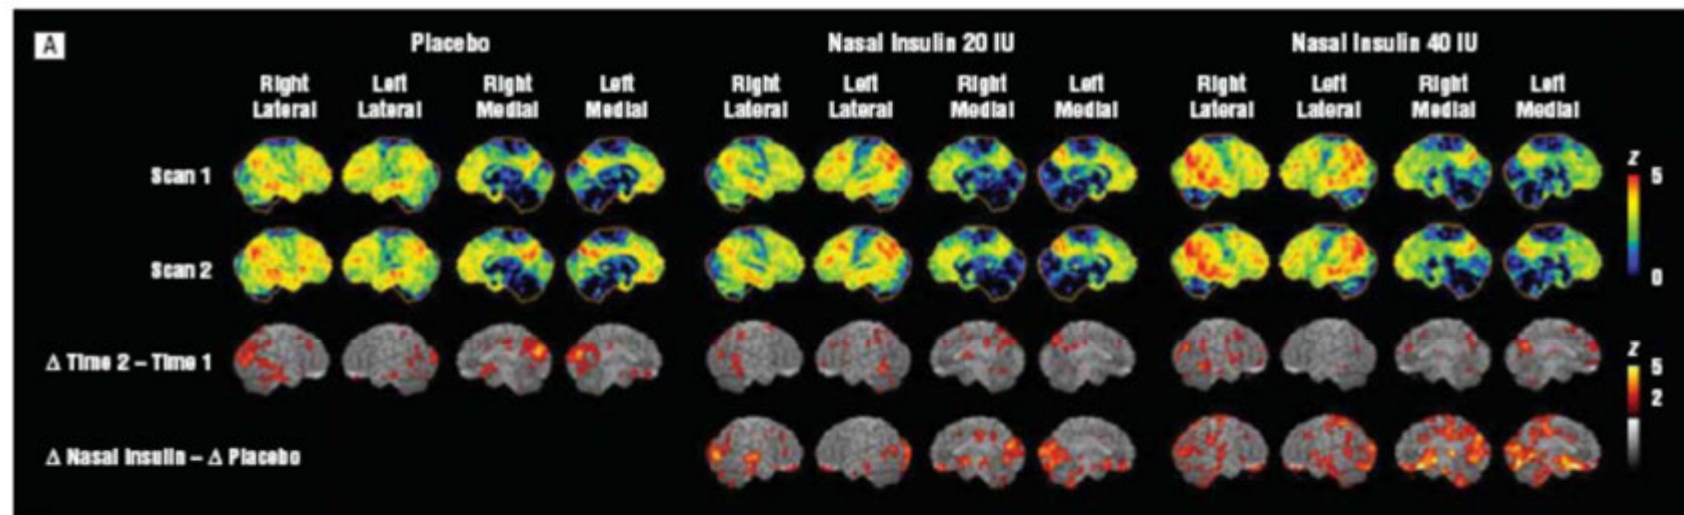 A
Placebo
Nasal Insulin 20 IU
Nasal Insulin 40 IU
Right Lateral
Left Lateral
Right Medial
Left Medial
Right Lateral
Left Lateral
Right Medial
Left Medial
Right Lateral
Left Lateral
Right Medial
Left Medial
Scan 1
Z
5
0
Scan 2
Δ Time 2 – Time 1
Z
5
2
Δ Nasal Insulin – Δ Placebo